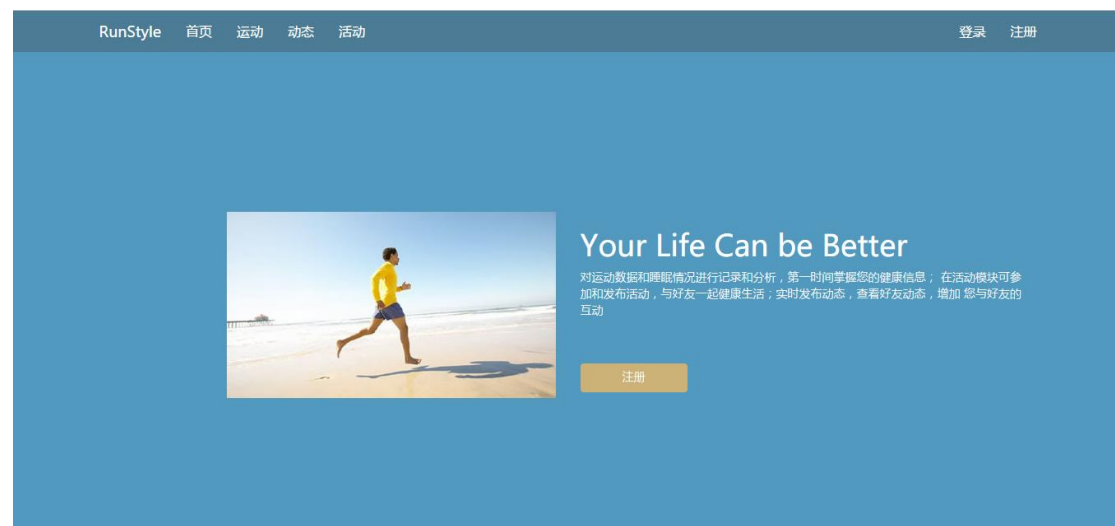 RunStyle 首页 运动 动态 活动 登录 注册
Your Life Can be Better
对运动数据和睡眠情况进行记录和分析，第一时间掌握您的健康信息； 在活动模块可参
加和发布活动，与好友一起健康生活；实时发布动态，查看好友动态，增加 您与好友的
互动
注册